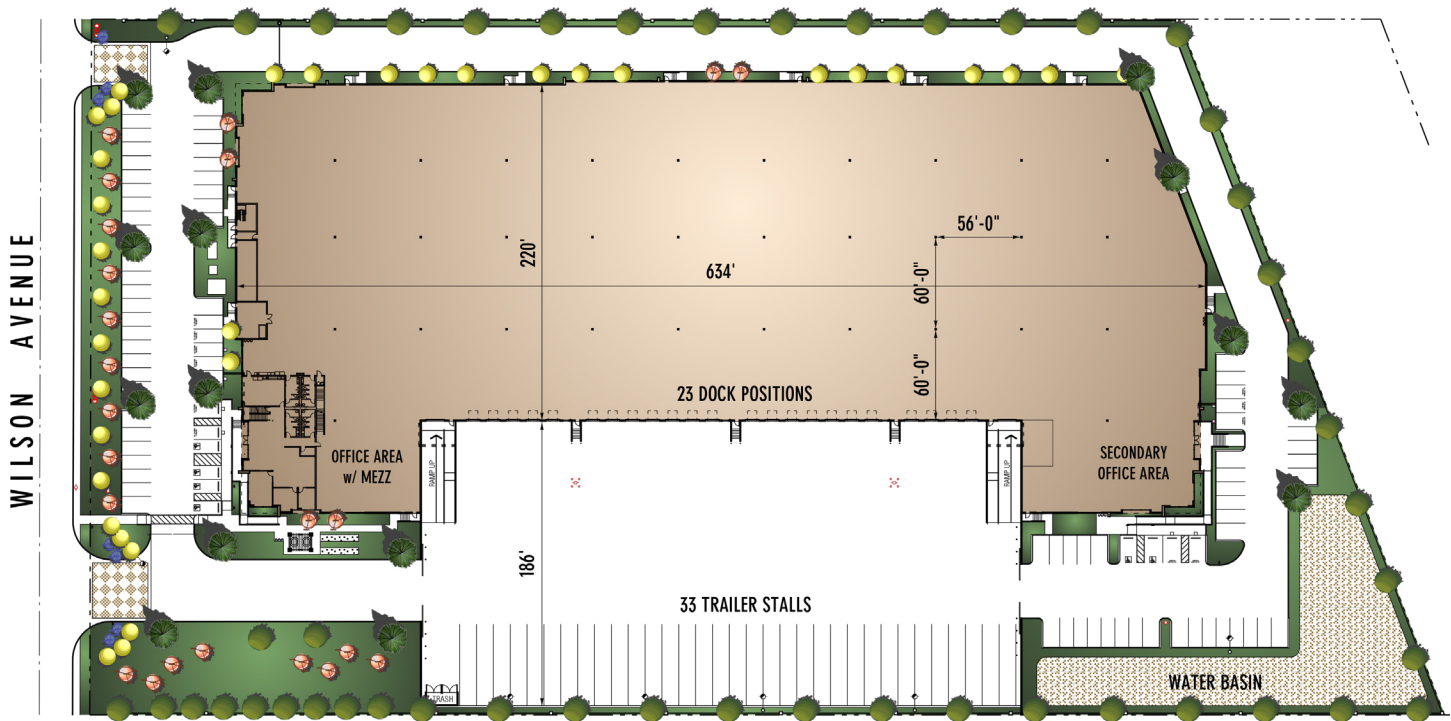 WILSON AVENUE
220'
634'
56'-0"
60'-0"
60'-0"
23 DOCK POSITIONS
OFFICE AREA
w/ MEZZ
RAMP UP
RAMP UP
SECONDARY
OFFICE AREA
186'
33 TRAILER STALLS
TRASH
WATER BASIN